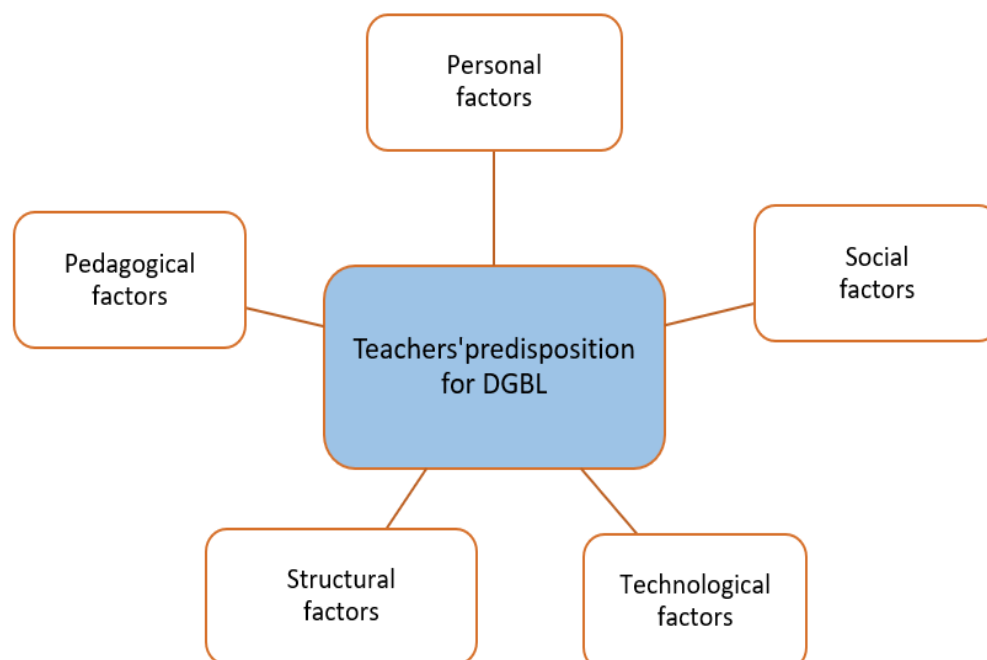 Personal
factors
Pedagogical
factors
Social
factors
Teachers'predisposition
for DGBL
Structural
factors
Technological
factors